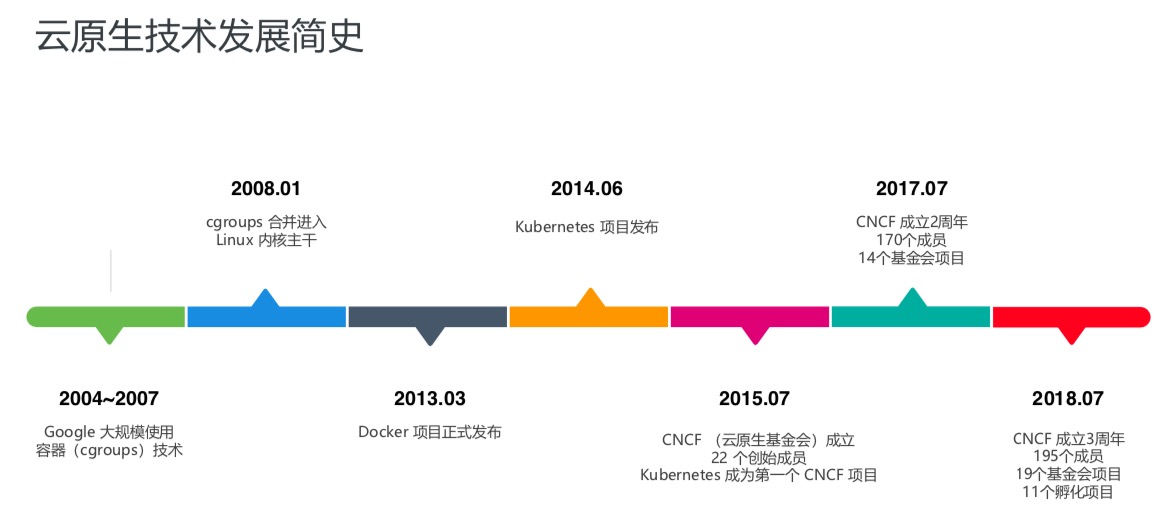 云原生技术发展简史
2004~2007
Google 大规模使用
容器（cgroups）技术
2008.01
cgroups 合并进入
Linux 内核主干
2013.03
Docker 项目正式发布
2014.06
Kubernetes 项目发布
2015.07
CNCF （云原生基金会）成立
22 个创始成员
Kubernetes 成为第一个 CNCF 项目
2017.07
CNCF 成立2周年
170个成员
14个基金会项目
2018.07
CNCF 成立3周年
195个成员
19个基金会项目
11个孵化项目